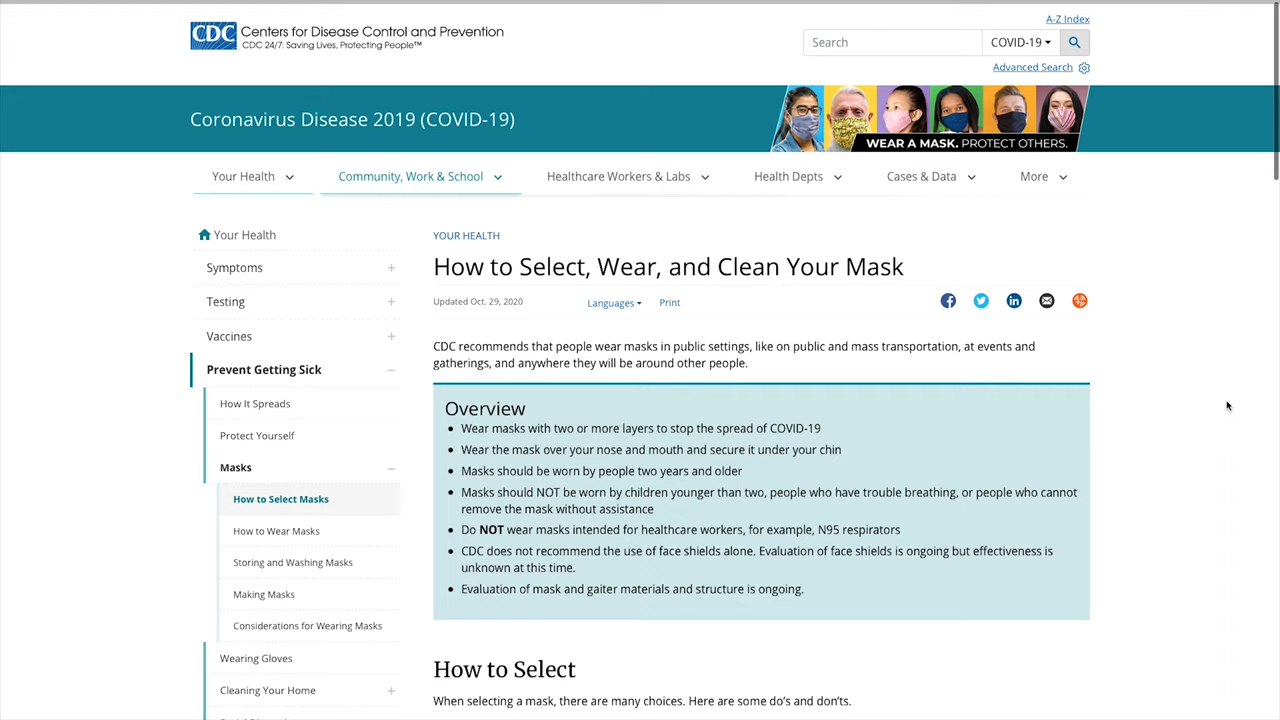 A-Z Index
CDC Centers for Disease Control and Prevention
CDC 24/7: Saving Lives, Protecting People™
Search
COVID-19
Advanced Search
Coronavirus Disease 2019 (COVID-19)
WEAR A MASK. PROTECT OTHERS.
Your Health
Community, Work & School
Healthcare Workers & Labs
Health Depts
Cases & Data
More
Your Health
Symptoms
Testing
Vaccines
Prevent Getting Sick
How It Spreads
Protect Yourself
Masks
How to Select Masks
How to Wear Masks
Storing and Washing Masks
Making Masks
Considerations for Wearing Masks
Wearing Gloves
Cleaning Your Home
YOUR HEALTH
How to Select, Wear, and Clean Your Mask
Updated Oct. 29, 2020
Languages
Print
CDC recommends that people wear masks in public settings, like on public and mass transportation, at events and
gatherings, and anywhere they will be around other people.
Overview
Wear masks with two or more layers to stop the spread of COVID-19
Wear the mask over your nose and mouth and secure it under your chin
Masks should be worn by people two years and older
Masks should NOT be worn by children younger than two, people who have trouble breathing, or people who cannot
remove the mask without assistance
Do NOT wear masks intended for healthcare workers, for example, N95 respirators
CDC does not recommend the use of face shields alone. Evaluation of face shields is ongoing but effectiveness is
unknown at this time.
Evaluation of mask and gaiter materials and structure is ongoing.
How to Select
When selecting a mask, there are many choices. Here are some do's and don'ts.